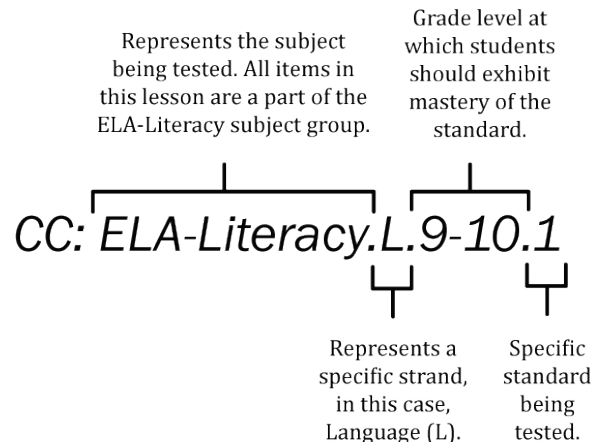 Represents the subject
being tested. All items in
this lesson are a part of the
ELA-Literacy subject group.
Grade level at
which students
should exhibit
mastery of the
standard.
CC: ELA-Literacy.L.9-10.1
Represents a
specific strand,
in this case,
Language (L).
Specific
standard
being
tested.